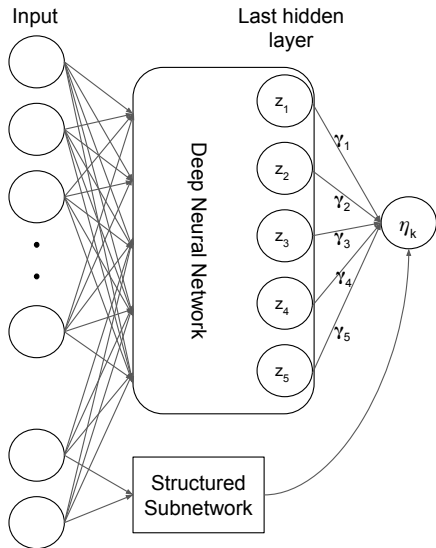 Input
Last hidden
layer
Deep Neural Network
z1
z2
z3
z4
z5
γ1
γ2
γ3
γ4
γ5
ηk
Structured
Subnetwork